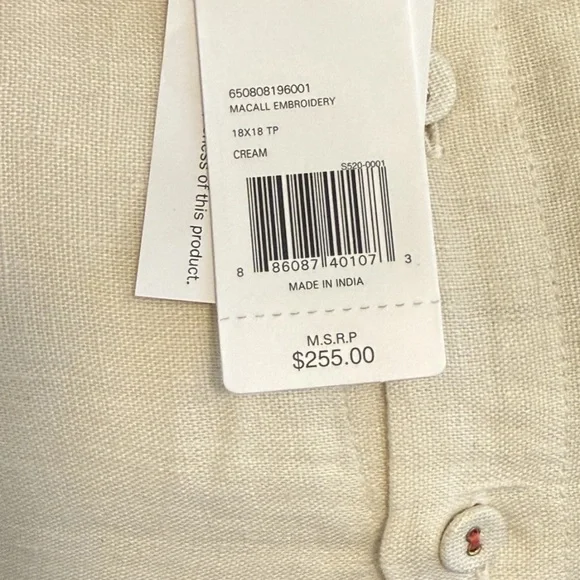 650808196001
MACALL EMBROIDERY
18X18 TP
CREAM
S520-0001
8 86087 40107 3
MADE IN INDIA
M.S.R.P
$255.00
of this product.